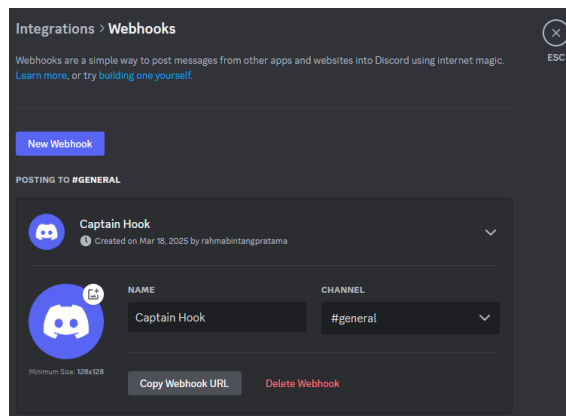 Integrations > Webhooks
ESC
Webhooks are a simple way to post messages from other apps and websites into Discord using internet magic.
Learn more, or try building one yourself.
New Webhook
POSTING TO #GENERAL
Captain Hook
Created on Mar 18, 2025 by rahmabintangpratama
NAME
CHANNEL
Captain Hook
#general
Minimum Size: 128x128
Copy Webhook URL
Delete Webhook